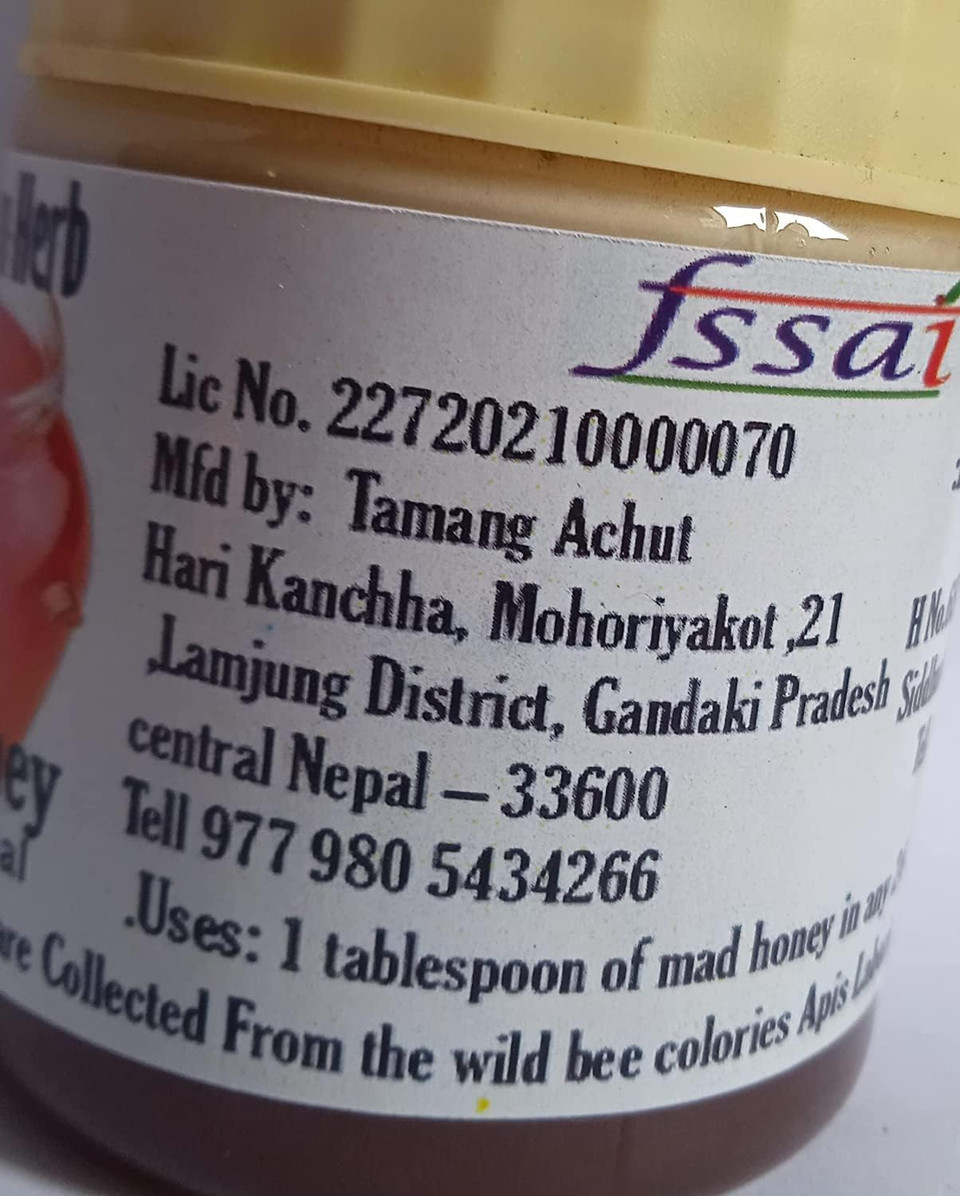 Herb
fssai
Lic No. 22720210000070
Mfd by: Tamang Achut
Hari Kanchha, Mohoriyakot ,21
,Lamjung District, Gandaki Pradesh
central Nepal – 33600
Tell 977 980 5434266
.Uses: 1 tablespoon of mad honey in any
Collected From the wild bee colories Apis
H No.